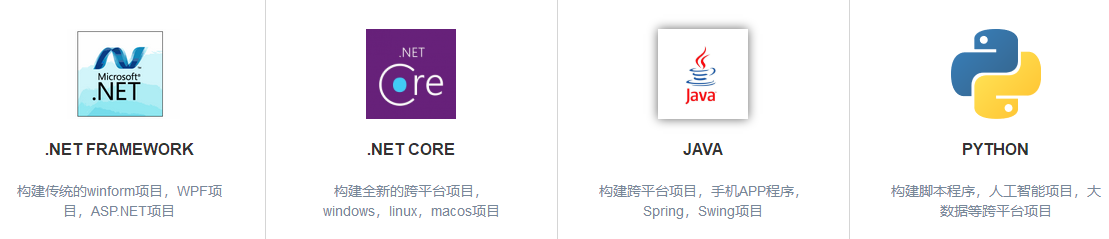 Microsoft®
.NET
.NET FRAMEWORK
构建传统的winform项目，WPF项
目，ASP.NET项目
.NET
Core
.NET CORE
构建全新的跨平台项目，
windows，linux，macos项目
Java
JAVA
构建跨平台项目，手机APP程序，
Spring，Swing项目
PYTHON
构建脚本程序，人工智能项目，大
数据等跨平台项目